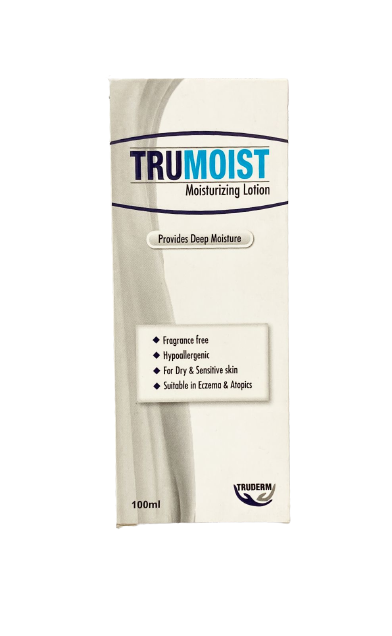 TRUMOIST
Moisturizing Lotion
Provides Deep Moisture
Fragrance free
Hypoallergenic
For Dry & Sensitive skin
Suitable in Eczema & Atopics
TRUDERM
100ml